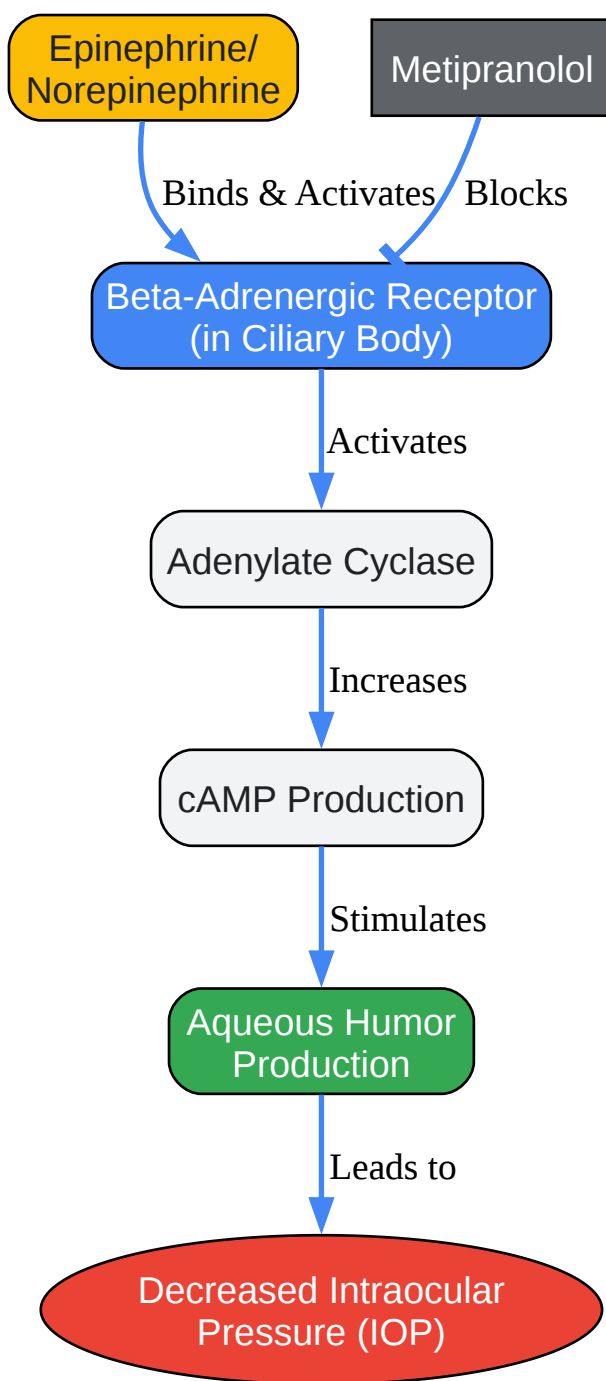 Epinephrine/
Norepinephrine
Metipranolol
Binds & Activates
Blocks
Beta-Adrenergic Receptor
(in Ciliary Body)
Activates
Adenylate Cyclase
Increases
cAMP Production
Stimulates
Aqueous Humor
Production
Leads to
Decreased Intraocular
Pressure (IOP)